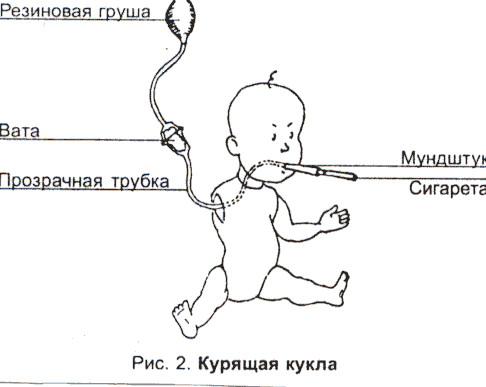 Резиновая груша
Вата
Прозрачная трубка
Мундштук
Сигарета
Рис. 2. Курящая кукла